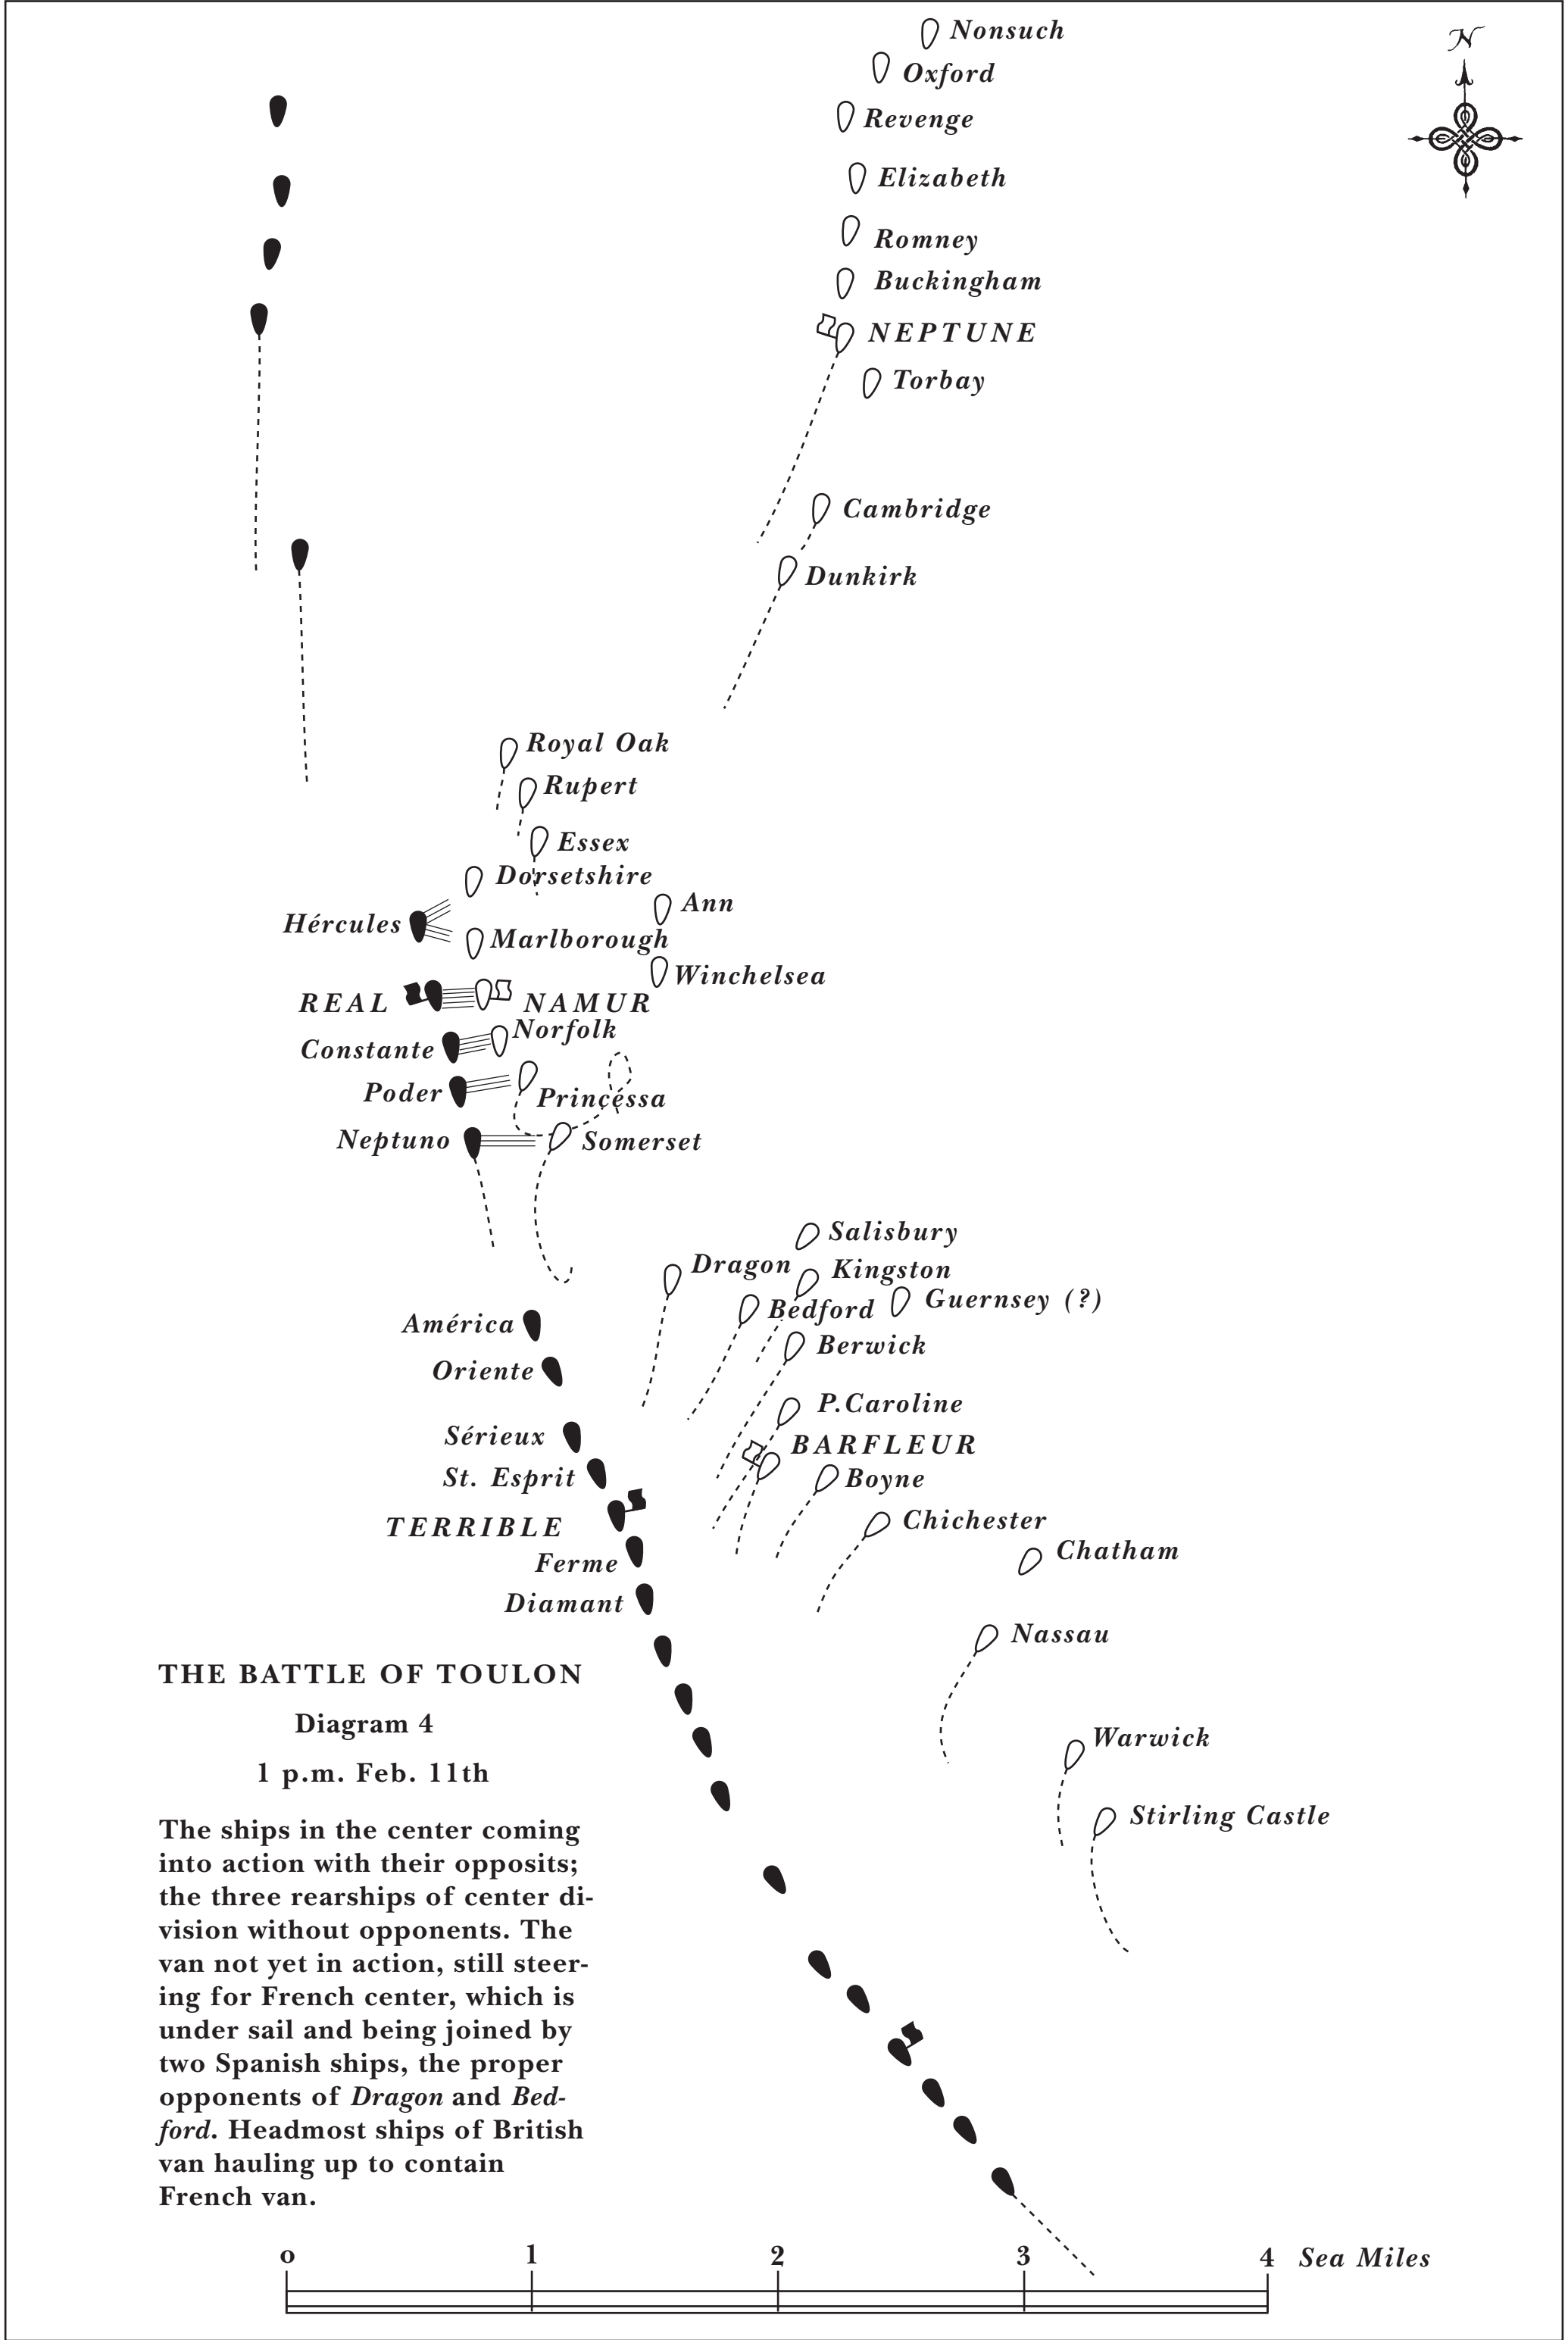 Nonsuch
N
Oxford
Revenge
Elizabeth
Romney
Buckingham
NEPTUNE
Torbay
Cambridge
Dunkirk
Royal Oak
Rupert
Essex
Dorsetshire
Ann
Hércules
Marlborough
Winchelsea
REAL
NAMUR
Norfolk
Constante
Poder
Princessa
Neptuno
Somerset
Salisbury
Dragon
Kingston
Guernsey (?)
Bedford
América
Berwick
Oriente
P.Caroline
Sérieux
BARFLEUR
St. Esprit
Boyne
TERRIBLE
Chichester
Ferme
Chatham
Diamant
Nassau
THE BATTLE OF TOULON
Diagram 4
1 p.m. Feb. 11th
Warwick
Stirling Castle
The ships in the center coming
into action with their opposits;
the three rearships of center di-
vision without opponents. The
van not yet in action, still steer-
ing for French center, which is
under sail and being joined by
two Spanish ships, the proper
opponents of Dragon and Bed-
ford. Headmost ships of British
van hauling up to contain
French van.
0 1 2 3 4 Sea Miles